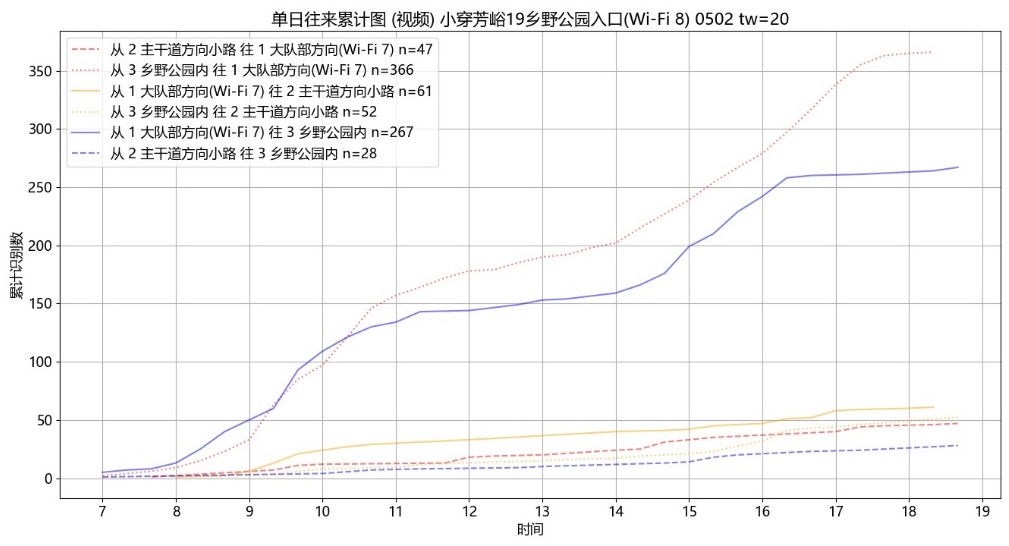 单日往来累计图 (视频) 小穿芳峪19乡野公园入口(Wi-Fi 8) 0502 tw=20
从 2 主干道方向小路 往 1 大队部方向(Wi-Fi 7) n=47
从 3 乡野公园内 往 1 大队部方向(Wi-Fi 7) n=366
从 1 大队部方向(Wi-Fi 7) 往 2 主干道方向小路 n=61
从 3 乡野公园内 往 2 主干道方向小路 n=52
从 1 大队部方向(Wi-Fi 7) 往 3 乡野公园内 n=267
从 2 主干道方向小路 往 3 乡野公园内 n=28
累计识别数
350
300
250
200
150
100
50
0
7 8 9 10 11 12 13 14 15 16 17 18 19
时间